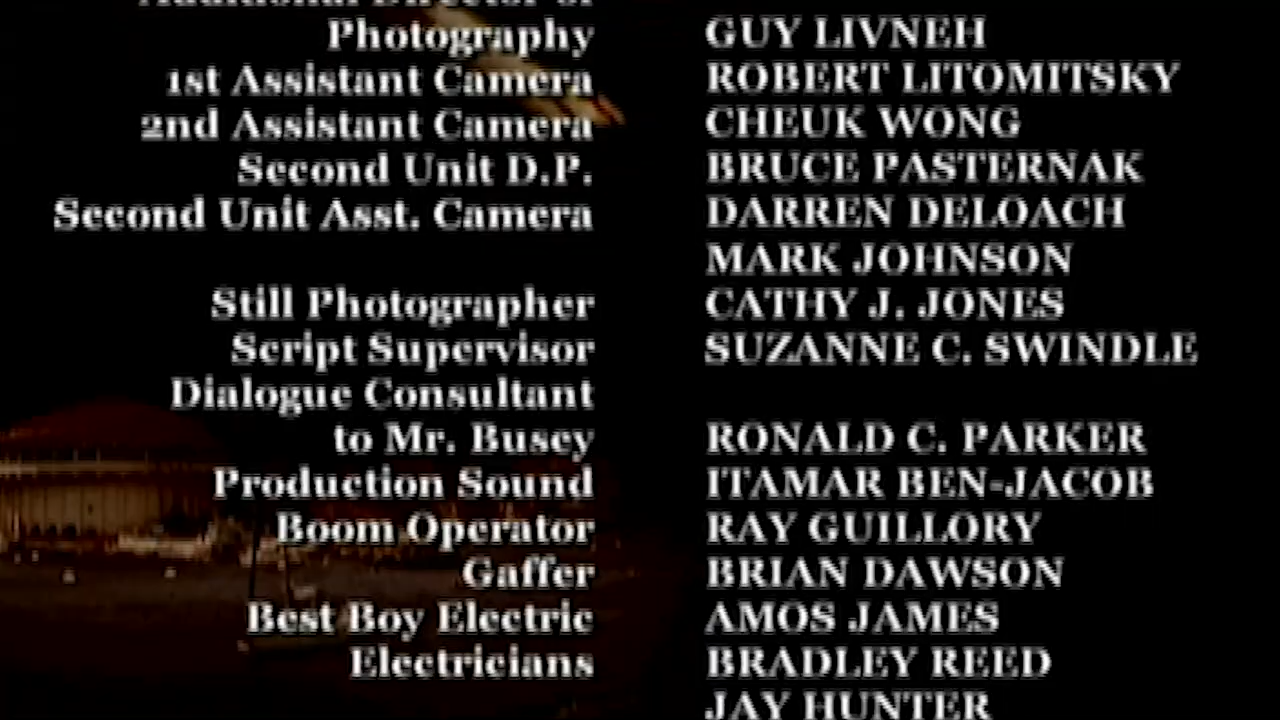 Additional Director of
Photography GUY LIVNEH
1st Assistant Camera ROBERT LITOMITSKY
2nd Assistant Camera CHEUK WONG
Second Unit D.P. BRUCE PASTERNAK
Second Unit Asst. Camera DARREN DELOACH
MARK JOHNSON
Still Photographer CATHY J. JONES
Script Supervisor SUZANNE C. SWINDLE
Dialogue Consultant
to Mr. Busey RONALD C. PARKER
Production Sound ITAMAR BEN-JACOB
Boom Operator RAY GUILLORY
Gaffer BRIAN DAWSON
Best Boy Electric AMOS JAMES
Electricians BRADLEY REED
JAY HUNTER